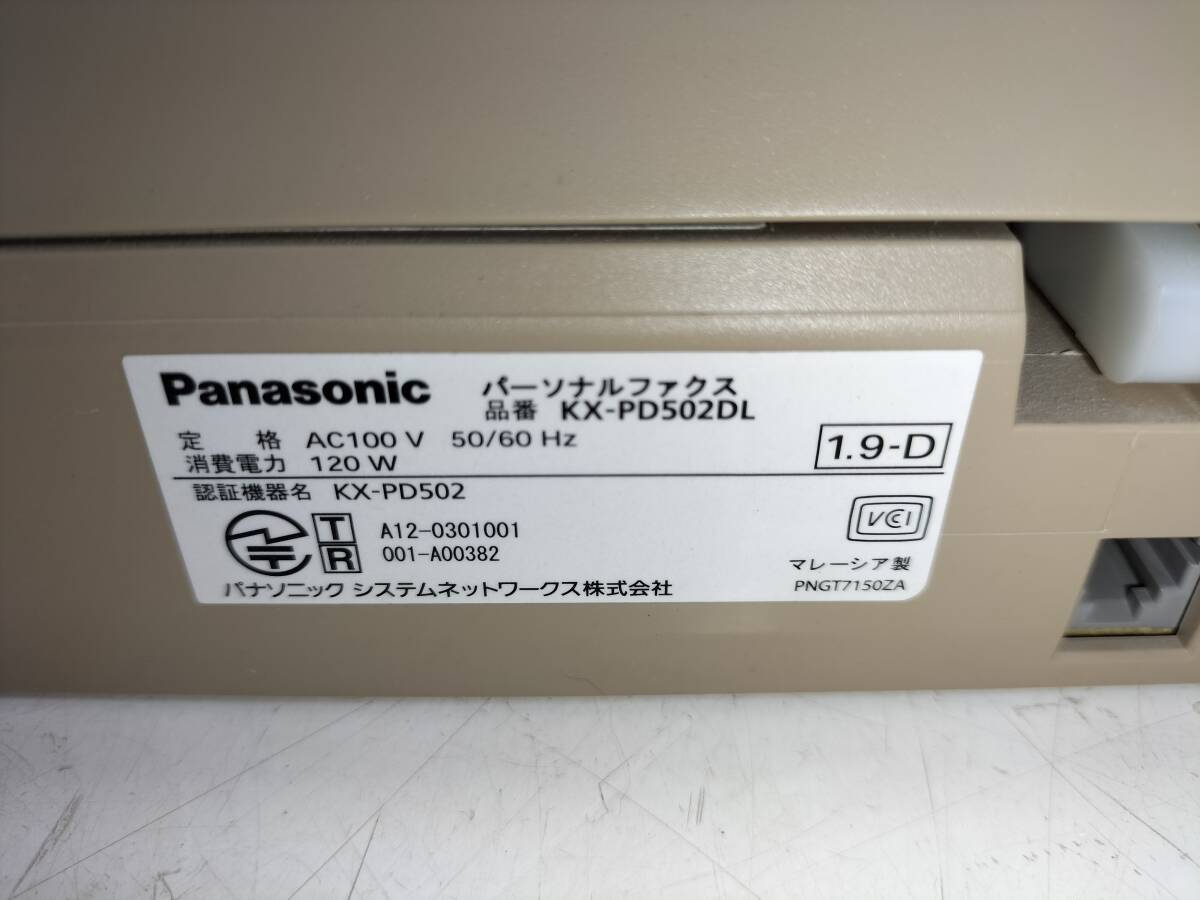 Panasonic パーソナルファクス
品番 KX-PD502DL
定 格 AC100 V 50/60 Hz
消費電力 120 W
1.9-D
認証機器名 KX-PD502
T A12-0301001
R 001-A00382
VCI
マレーシア製
パナソニック システムネットワークス株式会社
PNGT7150ZA